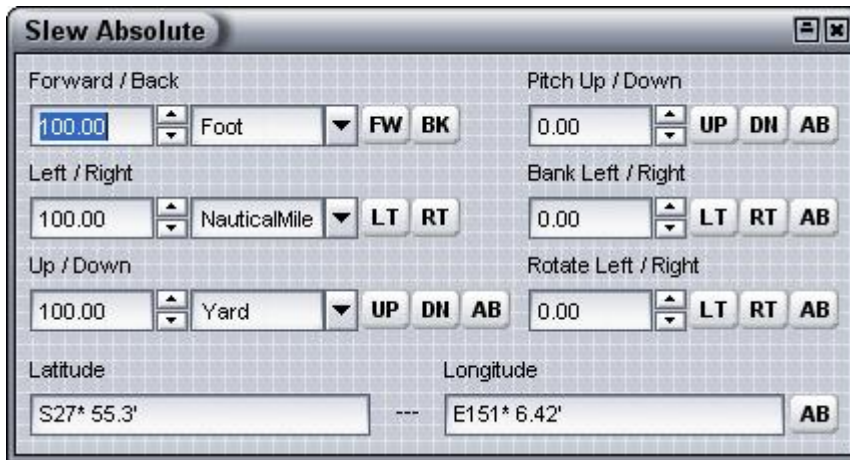 Slew Absolute
Forward / Back
100.00 Foot FW BK
Pitch Up / Down
0.00 UP DN AB
Left / Right
100.00 NauticalMile LT RT
Bank Left / Right
0.00 LT RT AB
Up / Down
100.00 Yard UP DN AB
Rotate Left / Right
0.00 LT RT AB
Latitude
S27* 55.3'
---
Longitude
E151* 6.42' AB